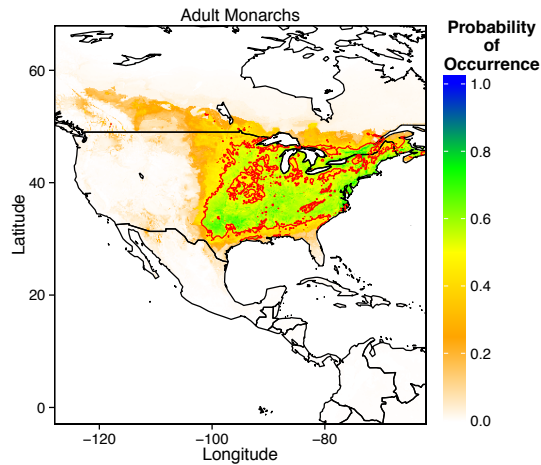 Adult Monarchs
Probability
of
Occurrence
1.0
0.8
0.6
0.4
0.2
0.0
60
40
20
0
Latitude
−120
−100
−80
Longitude